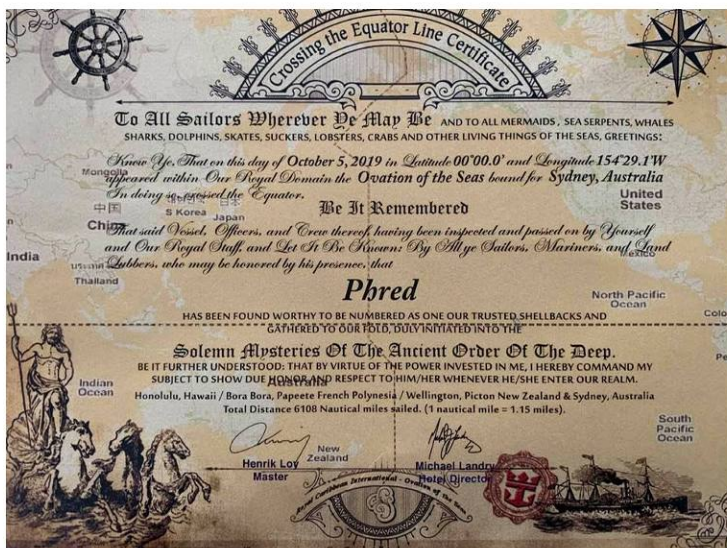 Crossing the Equator Line Certificate
To All Sailors Wherever Ye May Be AND TO ALL MERMAIDS, SEA SERPENTS, WHALES
SHARKS, DOLPHINS, SKATES, SUCKERS, LOBSTERS, CRABS AND OTHER LIVING THINGS OF THE SEAS, GREETINGS:
Know Ye, That on this day of October 5, 2019 in Latitude 00°00.0' and Longitude 154°29.1'W
Mongolia
appeared within Our Royal Domain the Ovation of the Seas bound for Sydney, Australia
In doing so, crossed the Equator.
United
States
中国
日本
S Korea
Japan
Be It Remembered
China
That said Vessel, Officers, and Crew thereof, having been inspected and passed on by Yourself
and Our Royal Staff, and Let It Be Known: By All ye Sailors, Mariners, and Land
India
Mexico
Lubbers, who may be honored by his presence, that
Thailand
Phred
North Pacific
Ocean
HAS BEEN FOUND WORTHY TO BE NUMBERED AS ONE OUR TRUSTED SHELLBACKS AND
Colo
GATHERED TO OUR FOLD, DULY INITIATED INTO THE
Solemn Mysteries Of The Ancient Order Of The Deep.
BE IT FURTHER UNDERSTOOD: THAT BY VIRTUE OF THE POWER INVESTED IN ME, I HEREBY COMMAND MY
Indian
Ocean
SUBJECT TO SHOW DUE HONOR AND RESPECT TO HIM/HER WHENEVER HE/SHE ENTER OUR REALM.
Australia
Honolulu, Hawaii / Bora Bora, Papeete French Polynesia / Wellington, Picton New Zealand & Sydney, Australia
Total Distance 6108 Nautical miles sailed. (1 nautical mile = 1.15 miles).
South
Pacific
Ocean
New
Zealand
Henrik Loy
Master
Michael Landry
Hotel Director
Royal Caribbean International - Ovation of the Seas